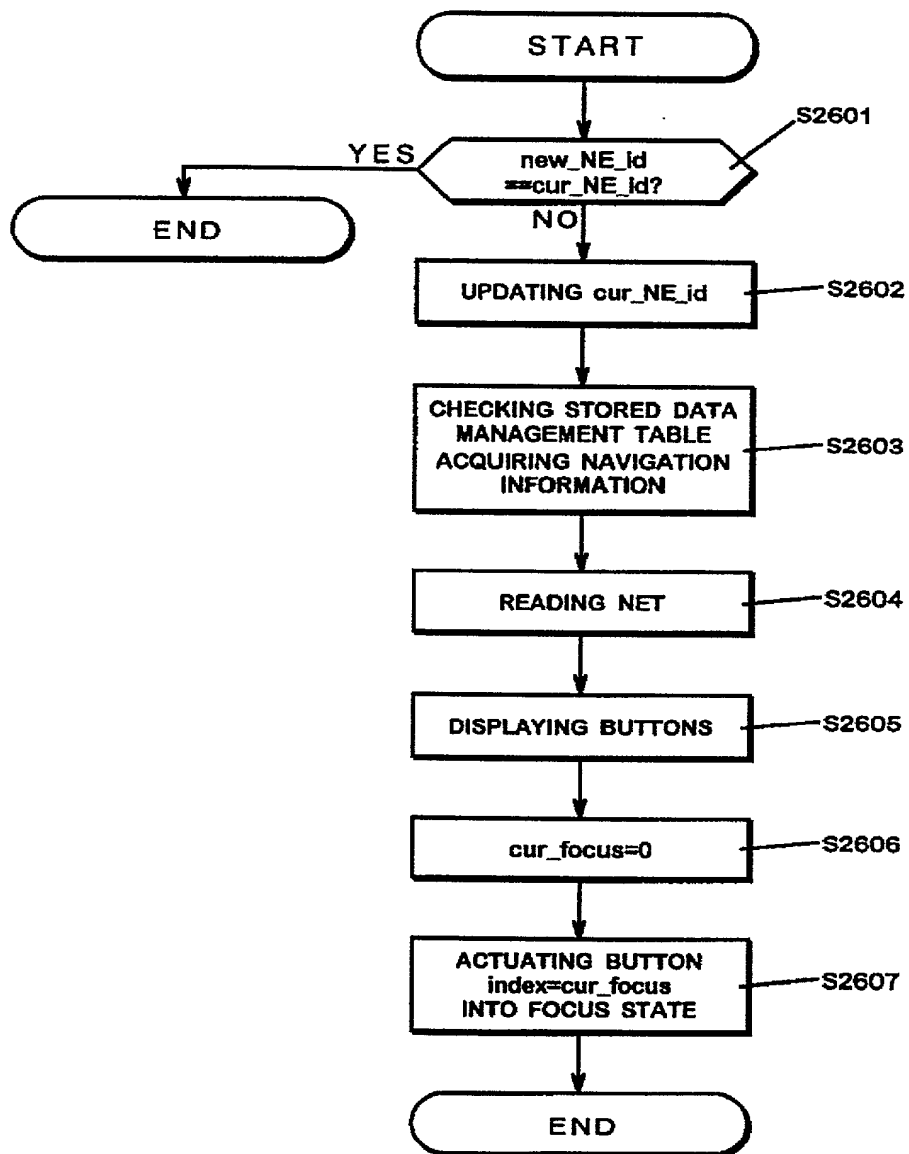 START
S2601
YES
new_NE_id
==cur_NE_id?
END
NO
UPDATING cur_NE_id
S2602
CHECKING STORED DATA
MANAGEMENT TABLE
ACQUIRING NAVIGATION
INFORMATION
S2603
READING NET
S2604
DISPLAYING BUTTONS
S2605
cur_focus=0
S2606
ACTUATING BUTTON
index=cur_focus
INTO FOCUS STATE
S2607
END